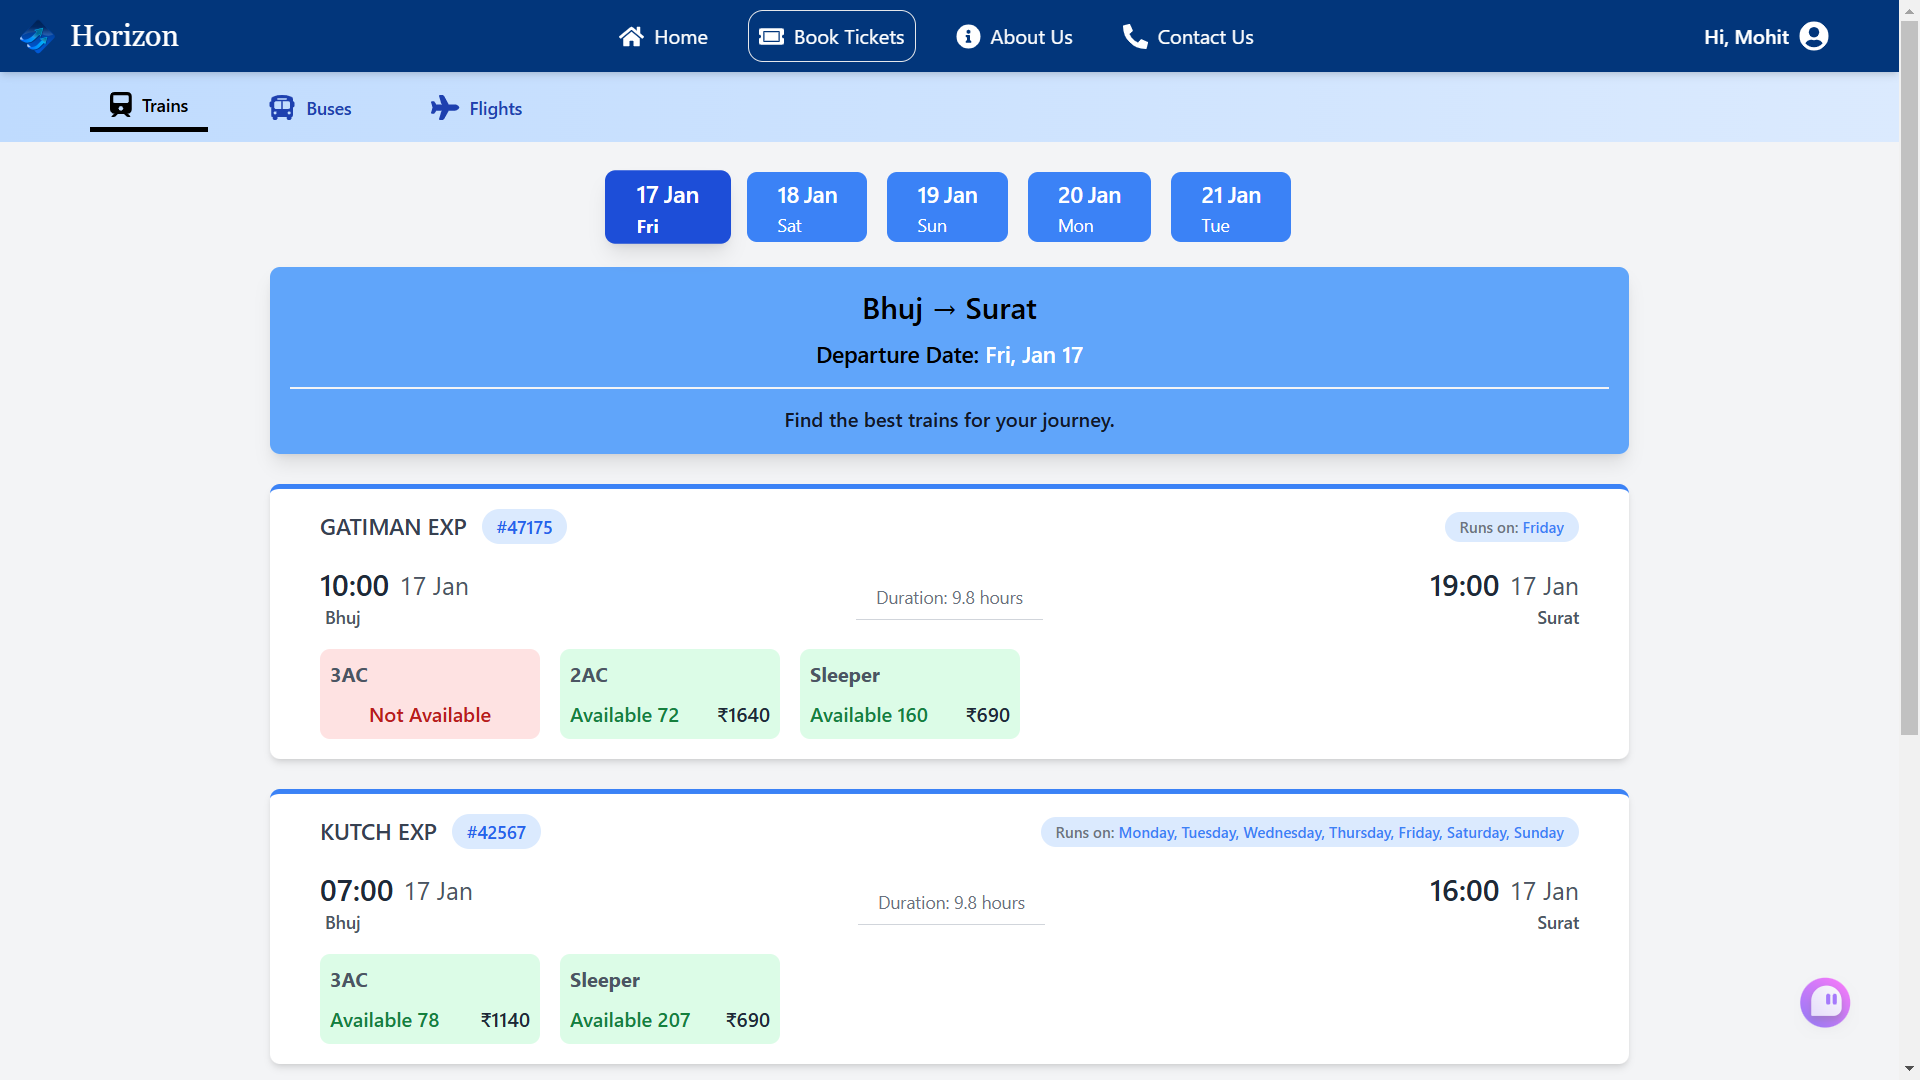 Horizon
Home
Book Tickets
About Us
Contact Us
Hi, Mohit
Trains
Buses
Flights
17 Jan
Fri
18 Jan
Sat
19 Jan
Sun
20 Jan
Mon
21 Jan
Tue
Bhuj → Surat
Departure Date: Fri, Jan 17
Find the best trains for your journey.
GATIMAN EXP #47175
Runs on: Friday
10:00 17 Jan
Bhuj
Duration: 9.8 hours
19:00 17 Jan
Surat
3AC
Not Available
2AC
Available 72 ₹1640
Sleeper
Available 160 ₹690
KUTCH EXP #42567
Runs on: Monday, Tuesday, Wednesday, Thursday, Friday, Saturday, Sunday
07:00 17 Jan
Bhuj
Duration: 9.8 hours
16:00 17 Jan
Surat
3AC
Available 78 ₹1140
Sleeper
Available 207 ₹690